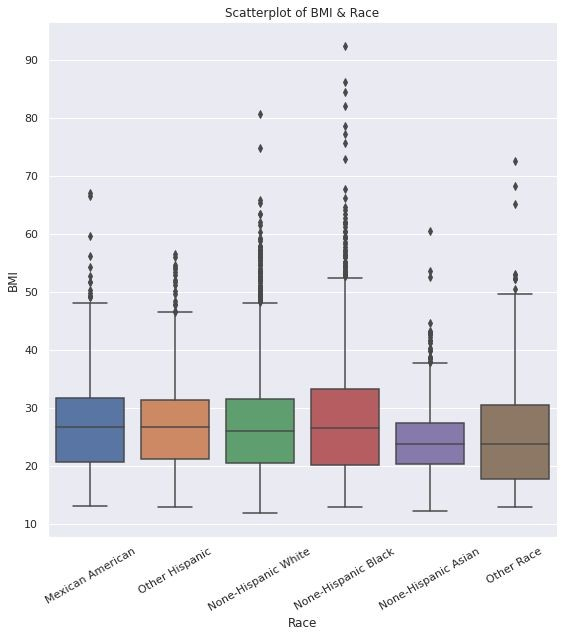 Scatterplot of BMI & Race
BMI
90
80
70
60
50
40
30
20
10
Mexican American
Other Hispanic
None-Hispanic White
None-Hispanic Black
None-Hispanic Asian
Other Race
Race